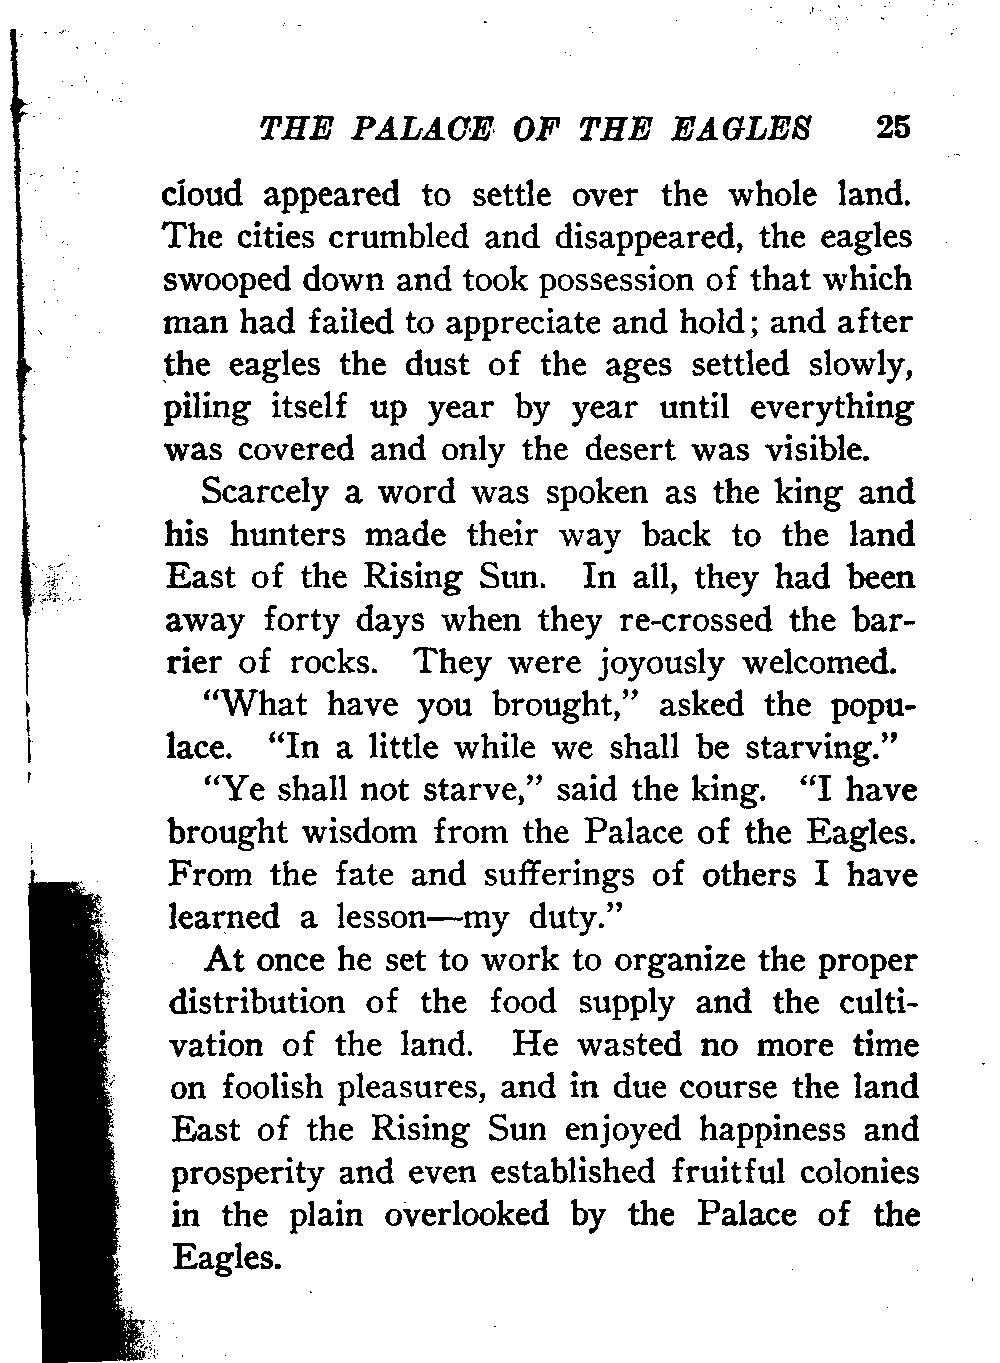 THE PALACE OF THE EAGLES 25
cloud appeared to settle over the whole land.
The cities crumbled and disappeared, the eagles
swooped down and took possession of that which
man had failed to appreciate and hold; and after
the eagles the dust of the ages settled slowly,
piling itself up year by year until everything
was covered and only the desert was visible.
Scarcely a word was spoken as the king and
his hunters made their way back to the land
East of the Rising Sun. In all, they had been
away forty days when they re-crossed the bar-
rier of rocks. They were joyously welcomed.
“What have you brought,” asked the popu-
lace. “In a little while we shall be starving.”
“Ye shall not starve,” said the king. “I have
brought wisdom from the Palace of the Eagles.
From the fate and sufferings of others I have
learned a lesson—my duty.”
At once he set to work to organize the proper
distribution of the food supply and the culti-
vation of the land. He wasted no more time
on foolish pleasures, and in due course the land
East of the Rising Sun enjoyed happiness and
prosperity and even established fruitful colonies
in the plain overlooked by the Palace of the
Eagles.